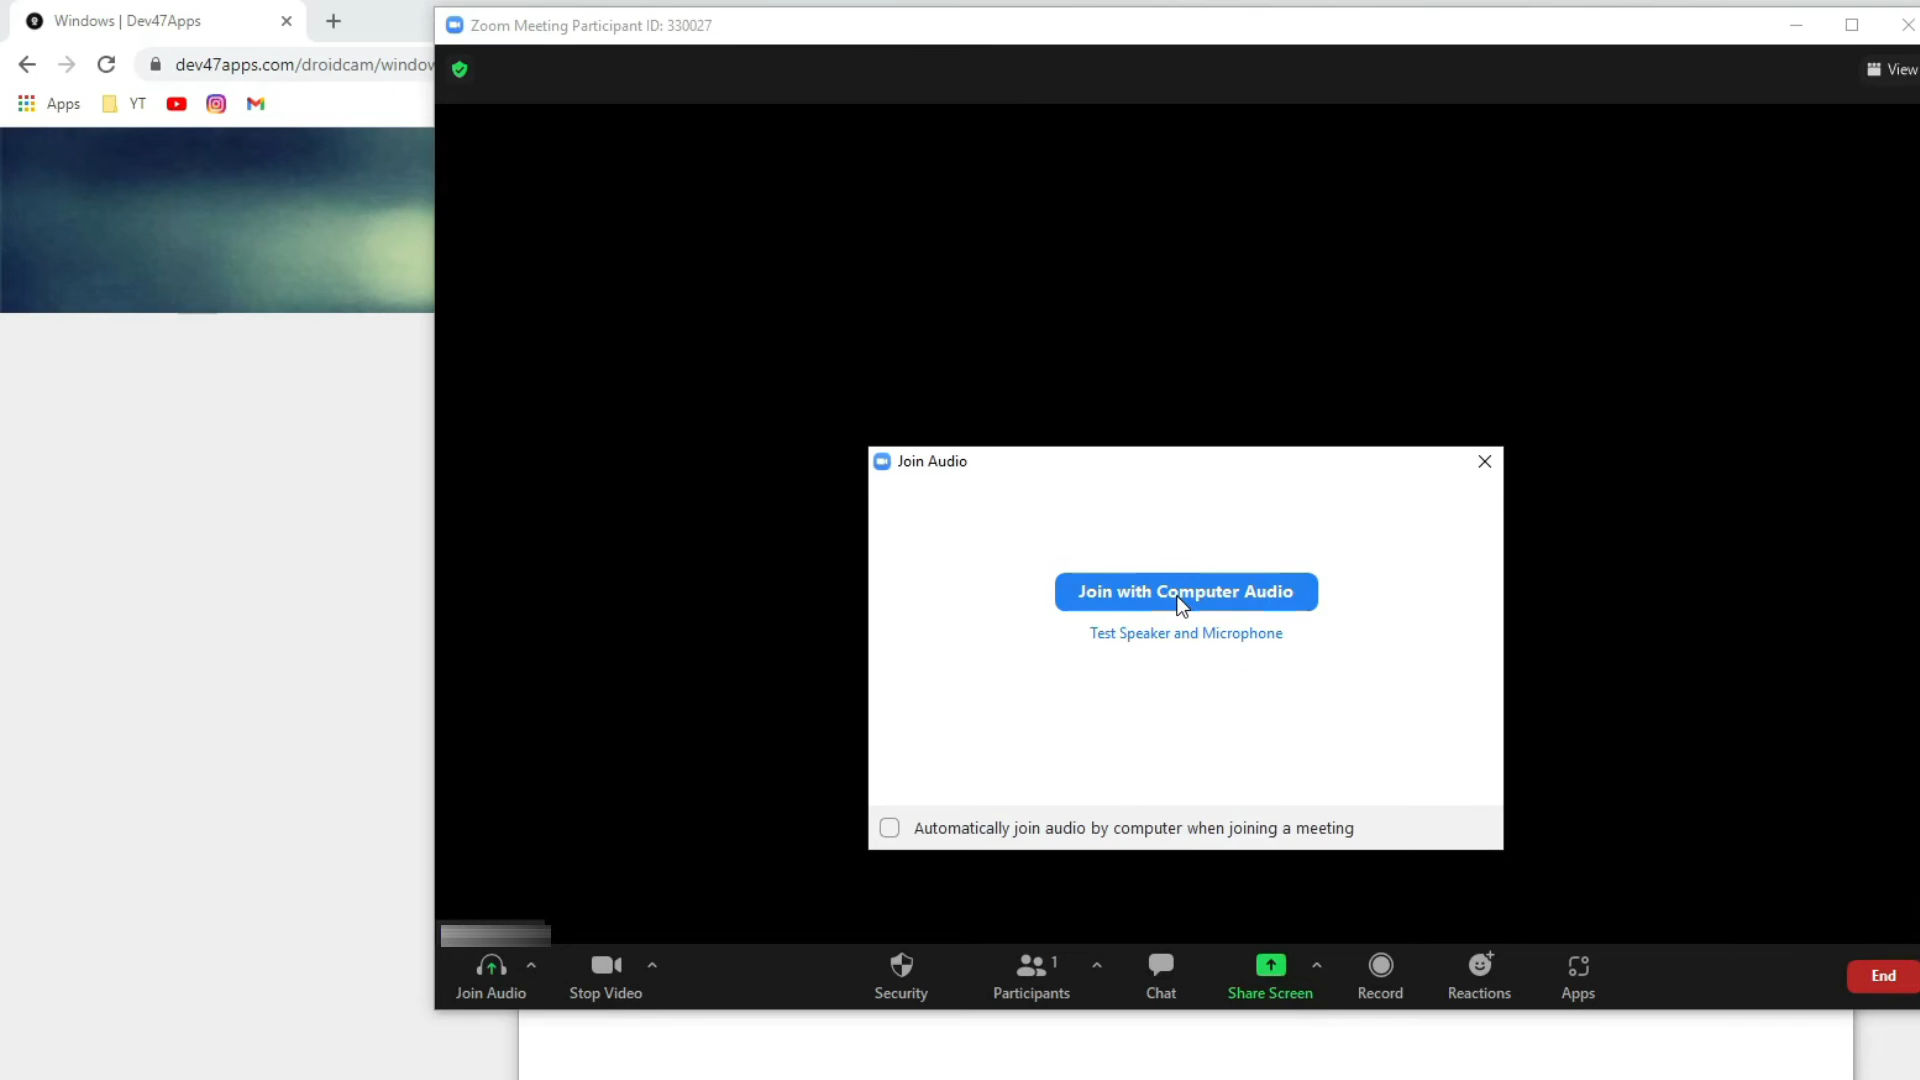 Windows | Dev47Apps
Zoom Meeting Participant ID: 330027
dev47apps.com/droidcam/window
View
Apps
YT
Join Audio
Join with Computer Audio
Test Speaker and Microphone
Automatically join audio by computer when joining a meeting
1
Join Audio
Stop Video
Security
Participants
Chat
Share Screen
Record
Reactions
Apps
End